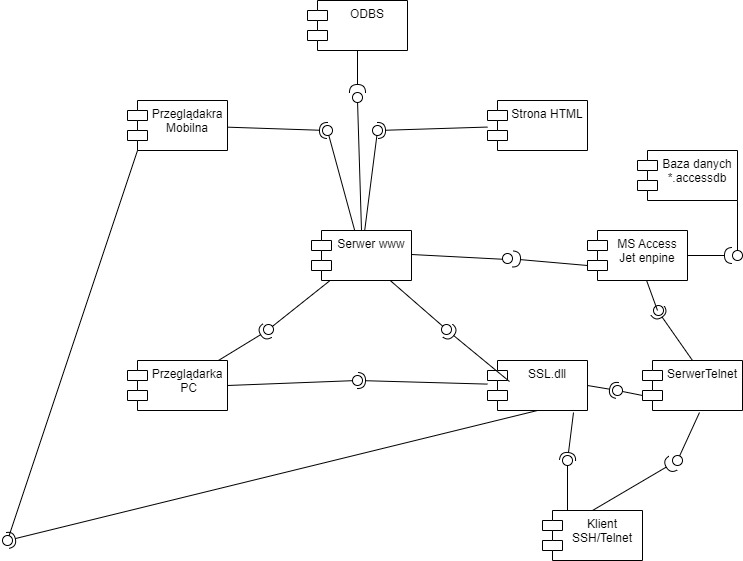 ODBS
Przeglądakra
Mobilna
Strona HTML
Baza danych
*.accessdb
Serwer www
MS Access
Jet enpine
Przeglądarka
PC
SSL.dll
SerwerTelnet
Klient
SSH/Telnet